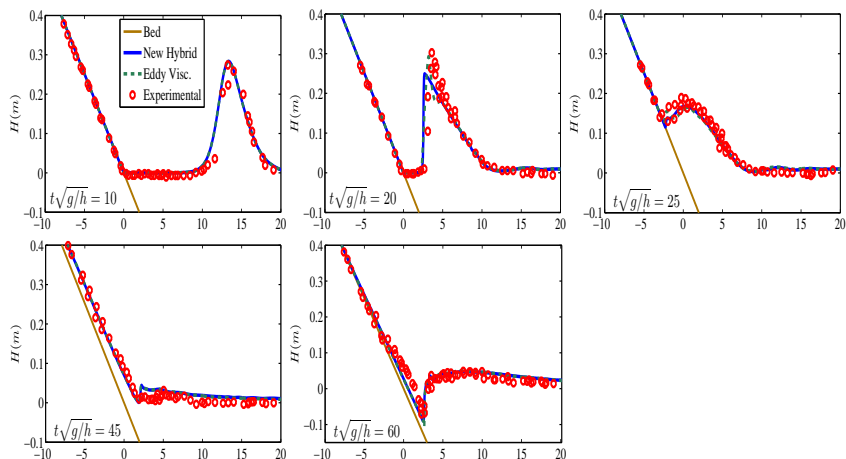 0.4
0.3
0.2
0.1
0
−0.1
H(m)
Bed
New Hybrid
Eddy Visc.
Experimental
t√g/h = 10
−10 −5 0 5 10 15 20
0.4
0.3
0.2
0.1
0
−0.1
H(m)
t√g/h = 20
−10 −5 0 5 10 15 20
0.4
0.3
0.2
0.1
0
−0.1
H(m)
t√g/h = 25
−10 −5 0 5 10 15 20
0.4
0.3
0.2
0.1
0
−0.1
H(m)
t√g/h = 45
−10 −5 0 5 10 15 20
0.4
0.3
0.2
0.1
0
−0.1
H(m)
t√g/h = 60
−10 −5 0 5 10 15 20